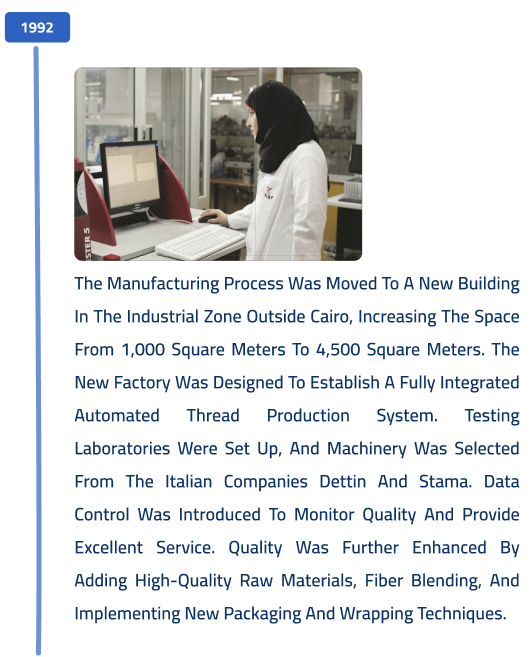 1992
STER 5
The Manufacturing Process Was Moved To A New Building
In The Industrial Zone Outside Cairo, Increasing The Space
From 1,000 Square Meters To 4,500 Square Meters. The
New Factory Was Designed To Establish A Fully Integrated
Automated Thread Production System. Testing
Laboratories Were Set Up, And Machinery Was Selected
From The Italian Companies Dettin And Stama. Data
Control Was Introduced To Monitor Quality And Provide
Excellent Service. Quality Was Further Enhanced By
Adding High-Quality Raw Materials, Fiber Blending, And
Implementing New Packaging And Wrapping Techniques.